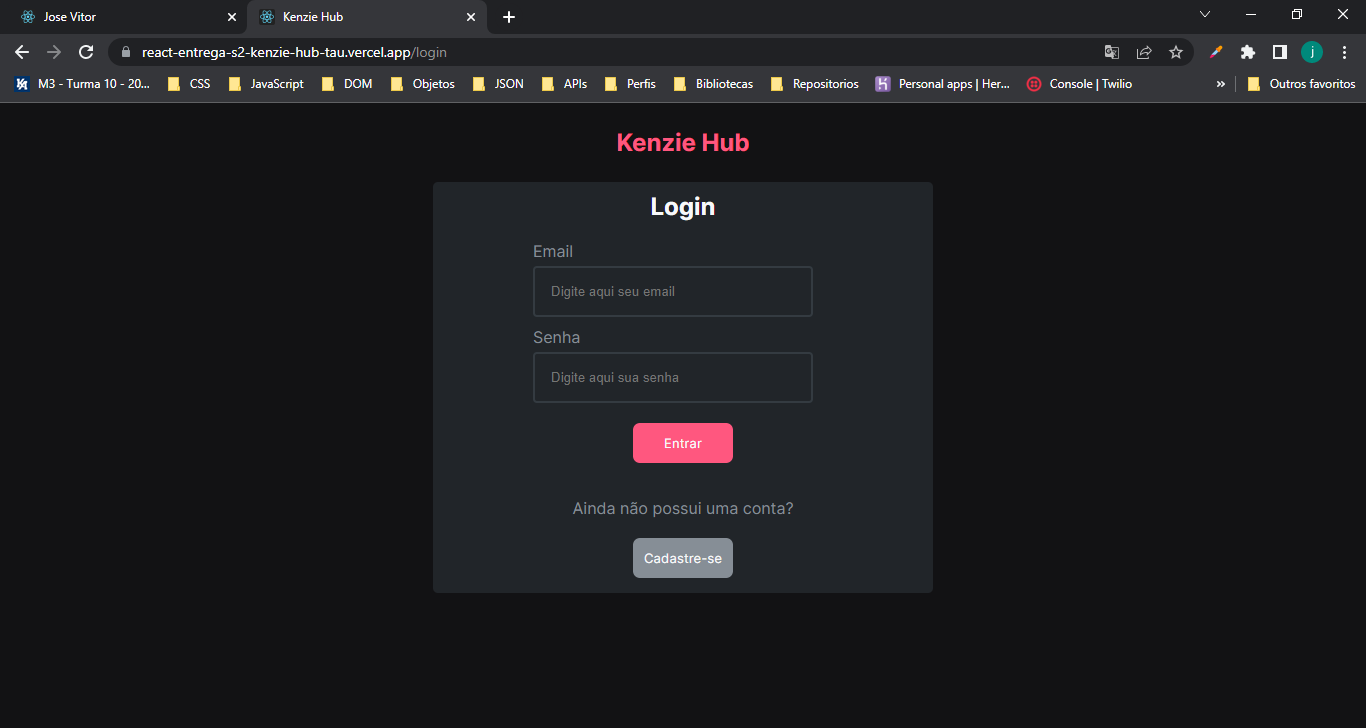 Jose Vitor
Kenzie Hub
react-entrega-s2-kenzie-hub-tau.vercel.app/login
j
M3 - Turma 10 - 20... CSS JavaScript DOM Objetos JSON APIs Perfis Bibliotecas Repositorios Personal apps | Her... Console | Twilio » Outros favoritos
Kenzie Hub
Login
Email
Digite aqui seu email
Senha
Digite aqui sua senha
Entrar
Ainda não possui uma conta?
Cadastre-se